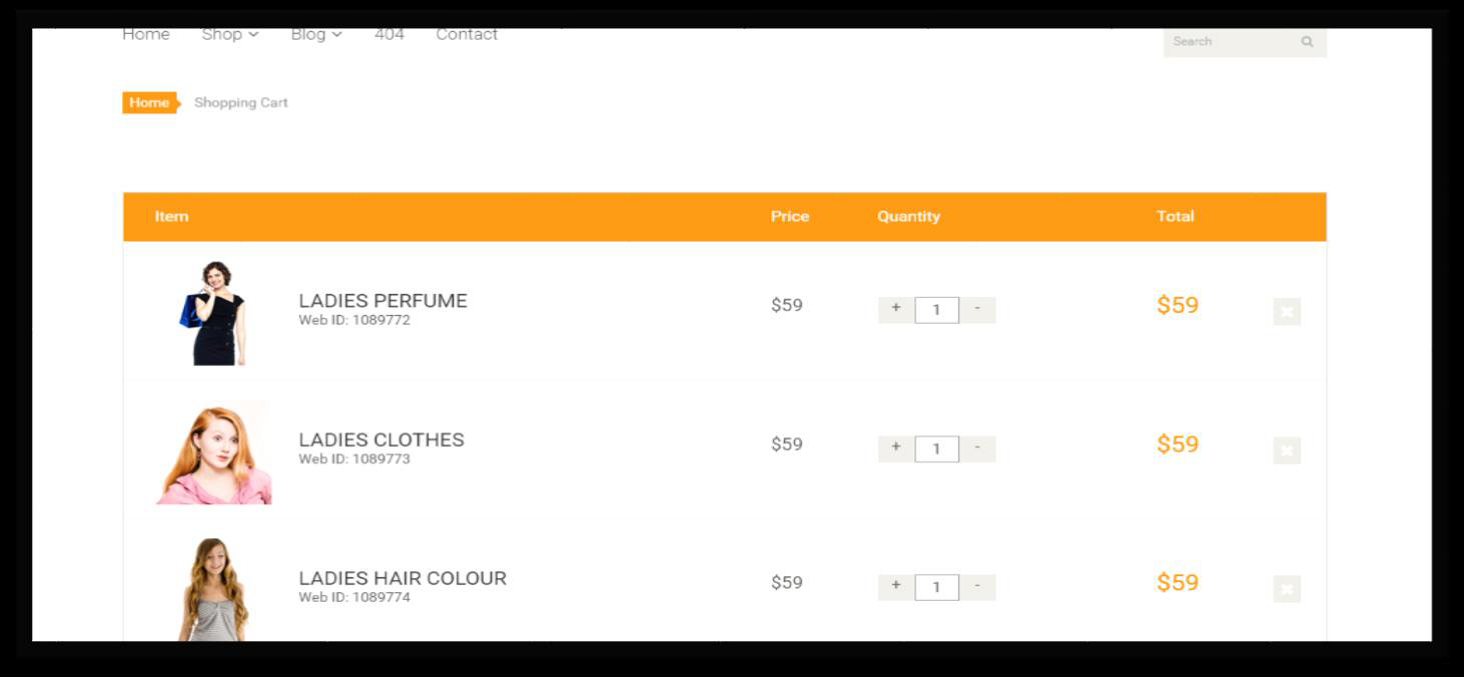 Home Shop Blog 404 Contact
Search
Home Shopping Cart
Item Price Quantity Total
LADIES PERFUME
Web ID: 1089772
$59 + 1 - $59
LADIES CLOTHES
Web ID: 1089773
$59 + 1 - $59
LADIES HAIR COLOUR
Web ID: 1089774
$59 + 1 - $59